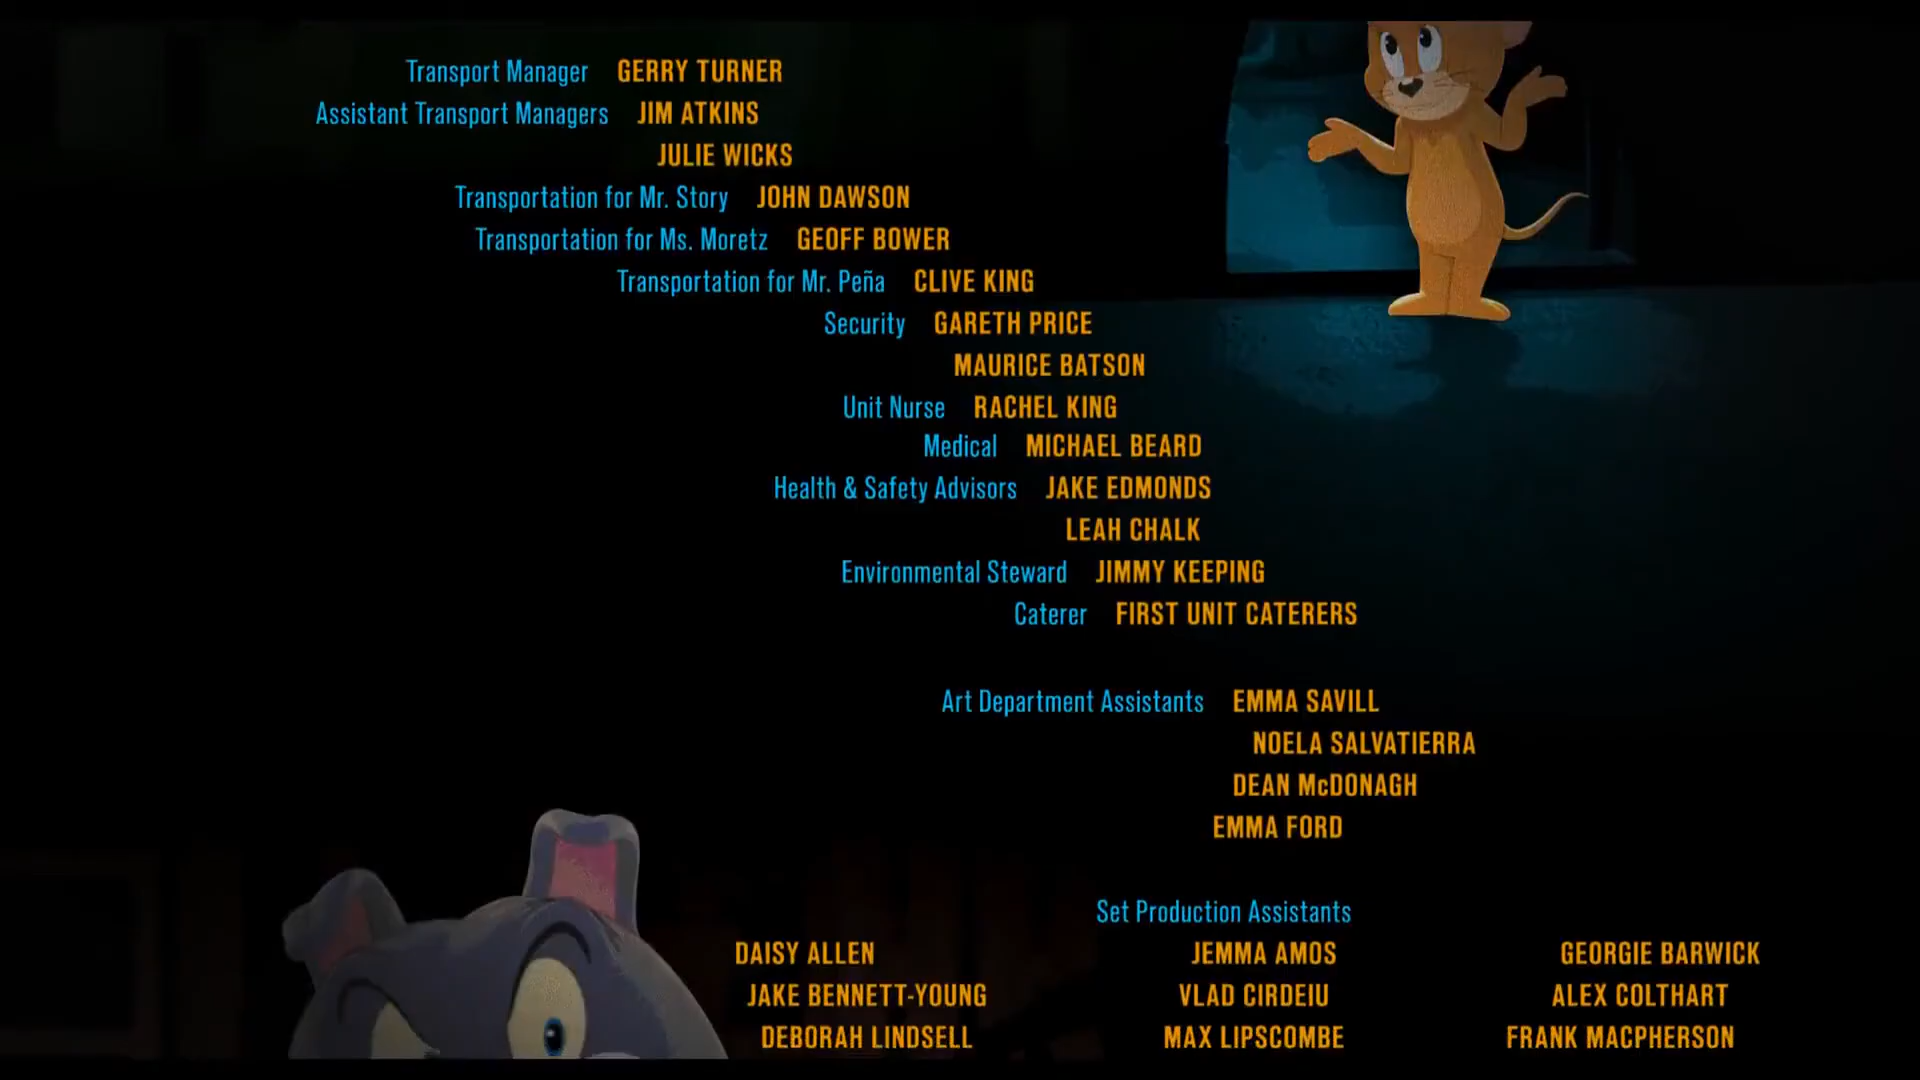 Transport Manager GERRY TURNER
Assistant Transport Managers JIM ATKINS
JULIE WICKS
Transportation for Mr. Story JOHN DAWSON
Transportation for Ms. Moretz GEOFF BOWER
Transportation for Mr. Peña CLIVE KING
Security GARETH PRICE
MAURICE BATSON
Unit Nurse RACHEL KING
Medical MICHAEL BEARD
Health & Safety Advisors JAKE EDMONDS
LEAH CHALK
Environmental Steward JIMMY KEEPING
Caterer FIRST UNIT CATERERS
Art Department Assistants EMMA SAVILL
NOELA SALVATIERRA
DEAN McDONAGH
EMMA FORD
Set Production Assistants
DAISY ALLEN JEMMA AMOS GEORGIE BARWICK
JAKE BENNETT-YOUNG VLAD CIRDEIU ALEX COLTHART
DEBORAH LINDSELL MAX LIPSCOMBE FRANK MACPHERSON